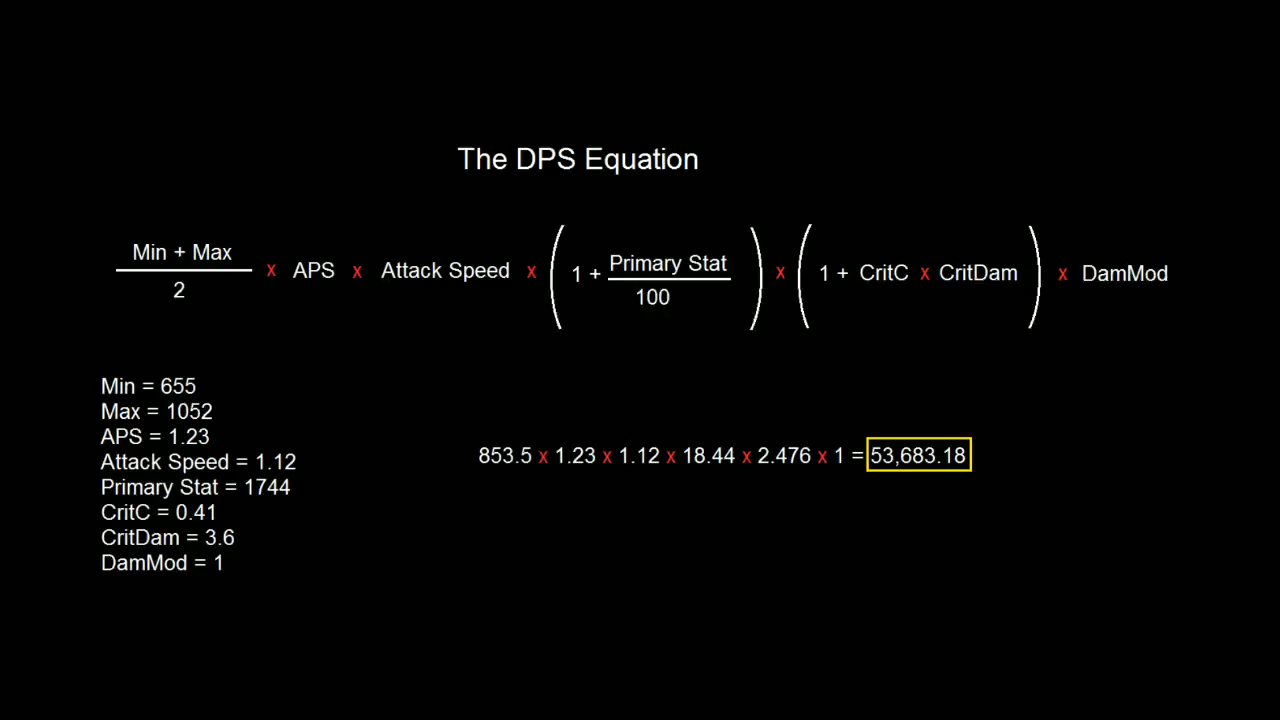 The DPS Equation
Min + Max
2
x APS x Attack Speed x ( 1 + Primary Stat
100
) x ( 1 + CritC x CritDam ) x DamMod
Min = 655
Max = 1052
APS = 1.23
Attack Speed = 1.12
Primary Stat = 1744
CritC = 0.41
CritDam = 3.6
DamMod = 1
853.5 x 1.23 x 1.12 x 18.44 x 2.476 x 1 = 53,683.18